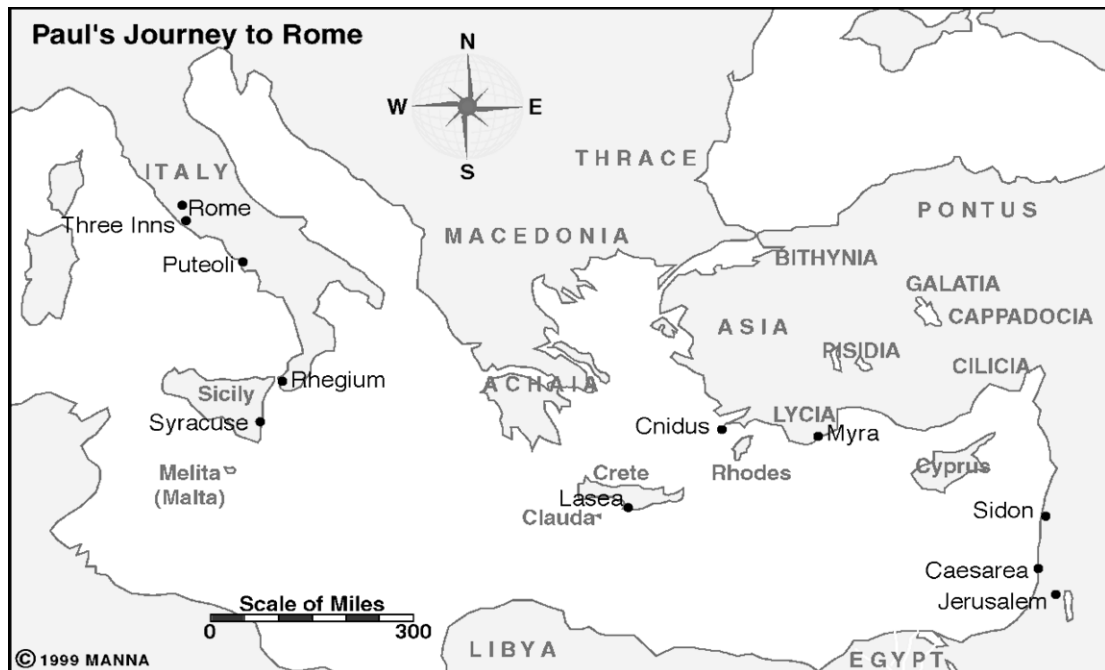 Paul's Journey to Rome
N
W E
S
THRACE
ITALY
Rome
PONTUS
Three Inns
MACEDONIA
BITHYNIA
Puteoli
GALATIA
CAPPADOCIA
ASIA
PISIDIA
CILICIA
Rhegium
ACHAIA
Sicily
LYCIA
Syracuse
Cnidus
Myra
Melita
(Malta)
Crete
Rhodes
Cyprus
Lasea
Clauda
Sidon
Caesarea
Jerusalem
Scale of Miles
0 300
LIBYA
EGYPT
© 1999 MANNA